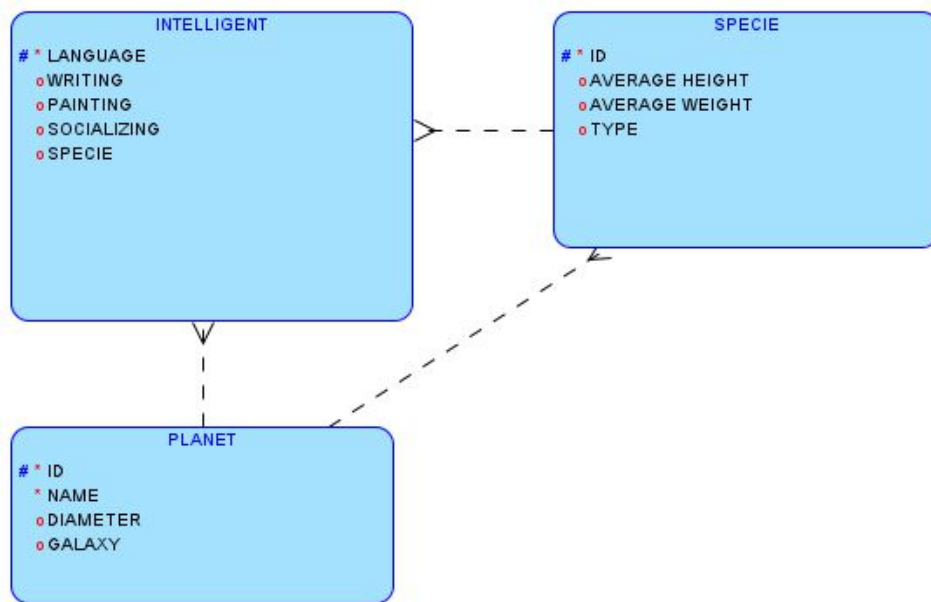 INTELLIGENT
# * LANGUAGE
o WRITING
o PAINTING
o SOCIALIZING
o SPECIE
SPECIE
# * ID
o AVERAGE HEIGHT
o AVERAGE WEIGHT
o TYPE
PLANET
# * ID
* NAME
o DIAMETER
o GALAXY